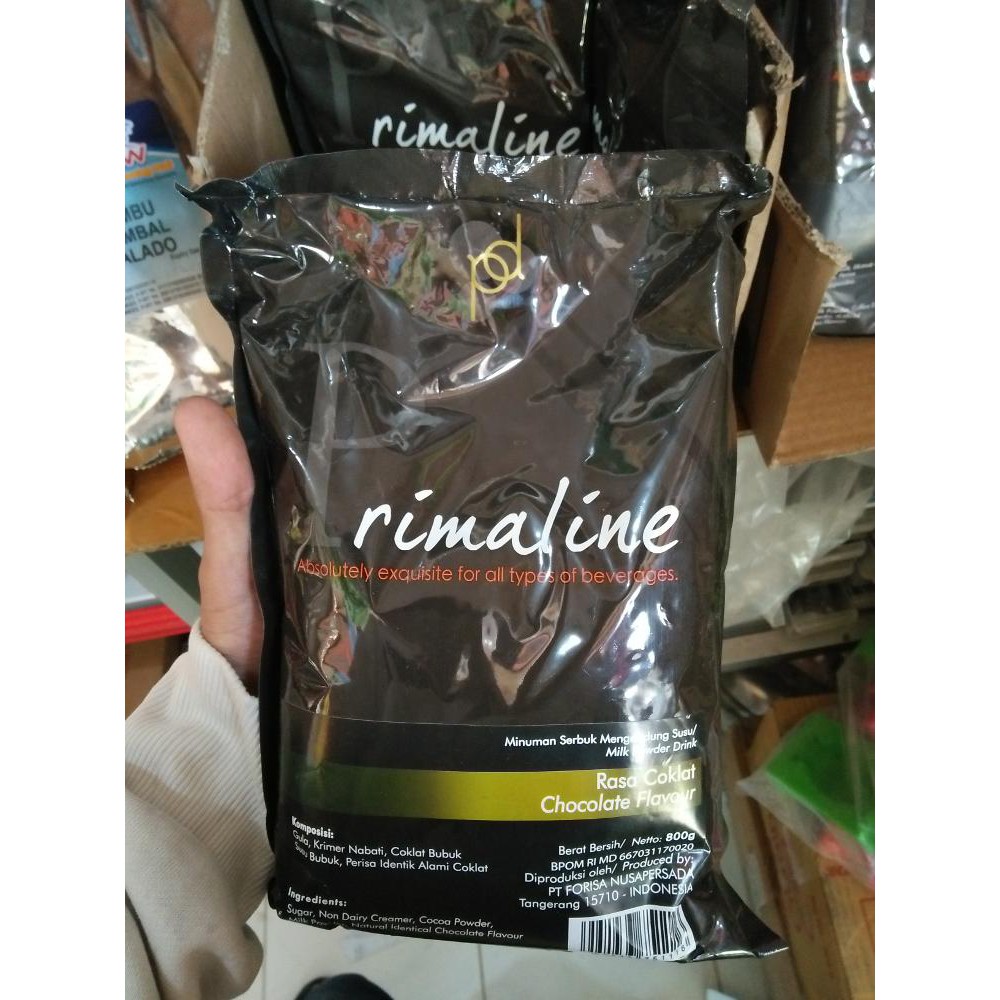 rimaline
MBAL
ALADO
pd
Primaline
Absolutely exquisite for all types of beverages.
Minuman Serbuk Mengandung Susu/
Milk Powder Drink
Rasa Coklat
Chocolate Flavour
Komposisi:
Gula, Krimer Nabati, Coklat Bubuk
Susu Bubuk, Perisa Identik Alami Coklat
Ingredients:
Sugar, Non Dairy Creamer, Cocoa Powder,
Natural Identical Chocolate Flavour
Berat Bersih/ Netto: 800g
BPOM RI MD 667031170020
Diproduksi oleh/ Produced by:
PT FORISA NUSAPERSADA
Tangerang 15710 - INDONESIA